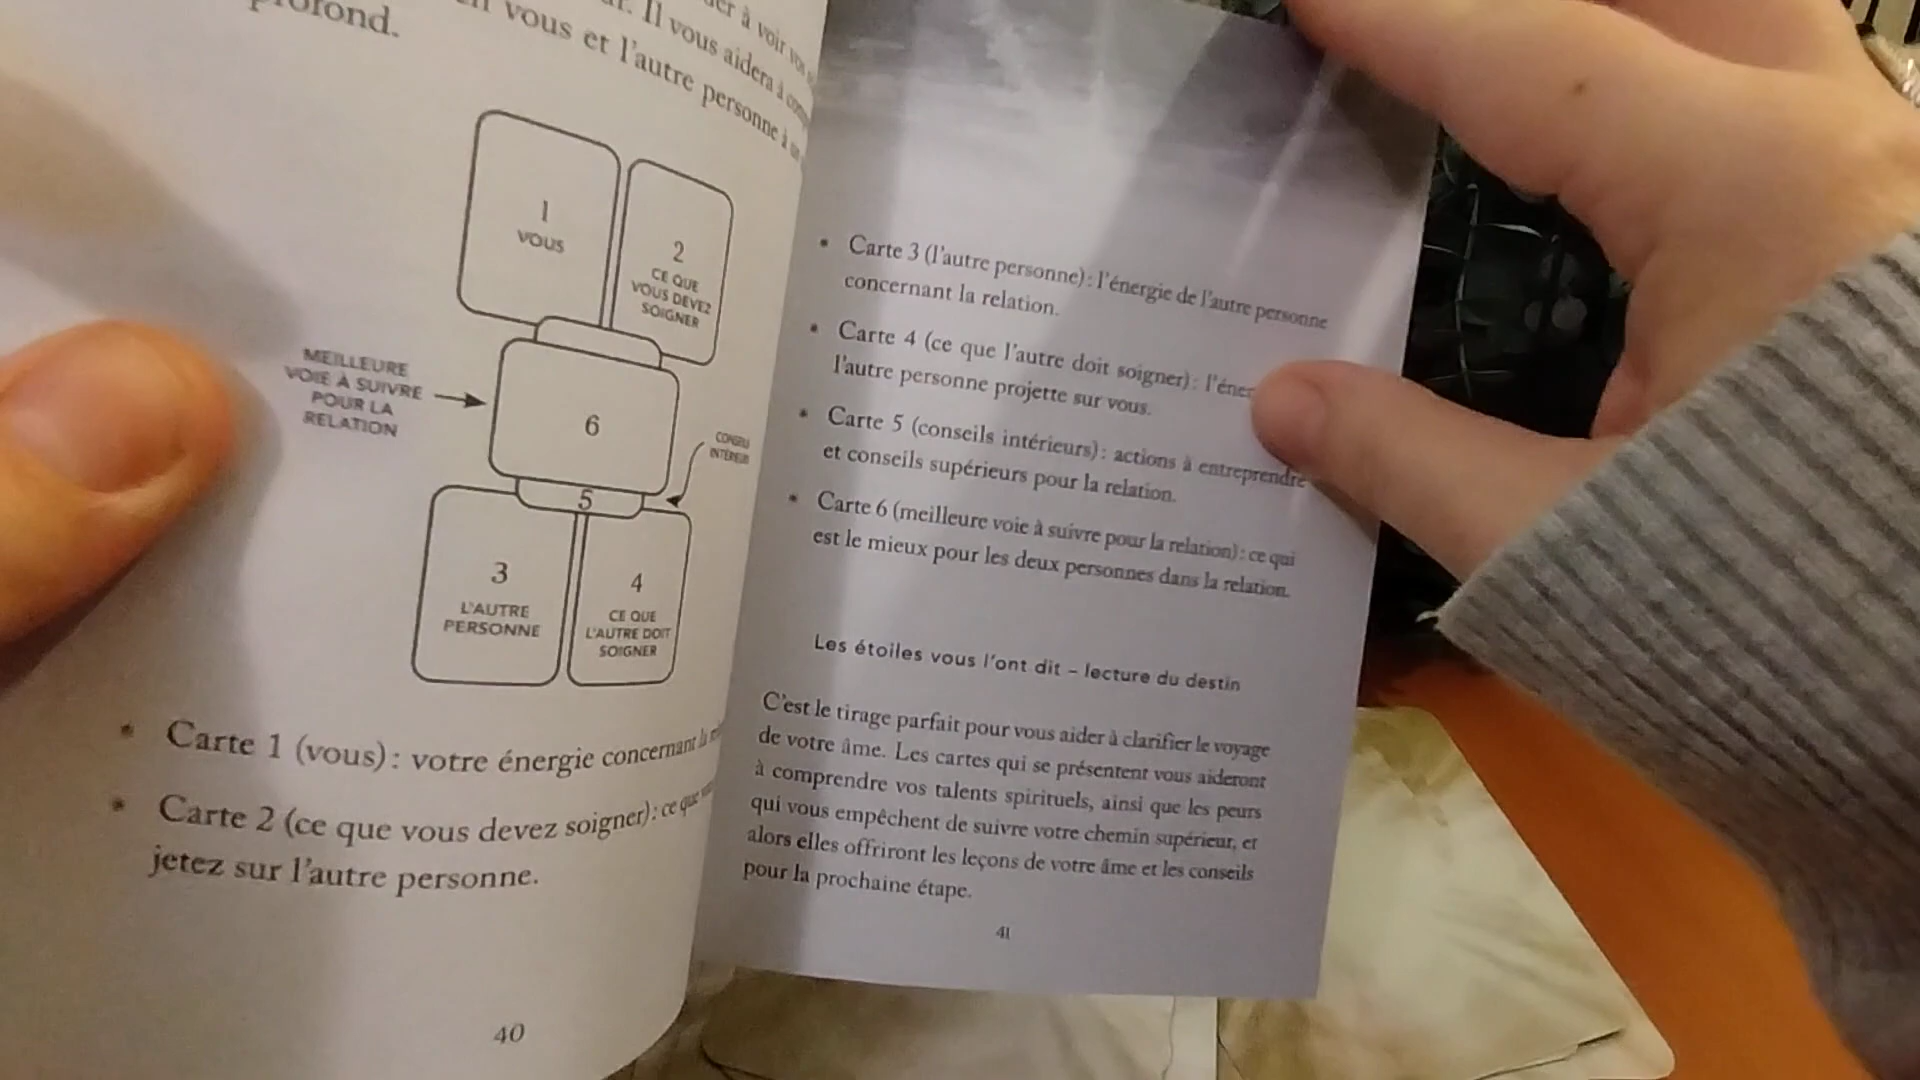 à voir vos
Il vous aidera à
vous et l'autre personne à un
profond.
1
VOUS
2
CE QUE
VOUS DEVEZ
SOIGNER
MEILLEURE
VOIE À SUIVRE
POUR LA
RELATION
6
CONSEILS
INTÉRIEURS
5
3
L'AUTRE
PERSONNE
4
CE QUE
L'AUTRE DOIT
SOIGNER
• Carte 1 (vous) : votre énergie concernant la
• Carte 2 (ce que vous devez soigner) : ce que
jetez sur l'autre personne.
40
• Carte 3 (l'autre personne) : l'énergie de l'autre personne
concernant la relation.
• Carte 4 (ce que l'autre doit soigner) :
l'autre personne projette sur vous.
• Carte 5 (conseils intérieurs) : actions à entreprendre
et conseils supérieurs pour la relation.
• Carte 6 (meilleure voie à suivre pour la relation) : ce qui
est le mieux pour les deux personnes dans la relation.
Les étoiles vous l'ont dit – lecture du destin
C'est le tirage parfait pour vous aider à clarifier le voyage
de votre âme. Les cartes qui se présentent vous aideront
à comprendre vos talents spirituels, ainsi que les peurs
qui vous empêchent de suivre votre chemin supérieur, et
alors elles offriront les leçons de votre âme et les conseils
pour la prochaine étape.
41